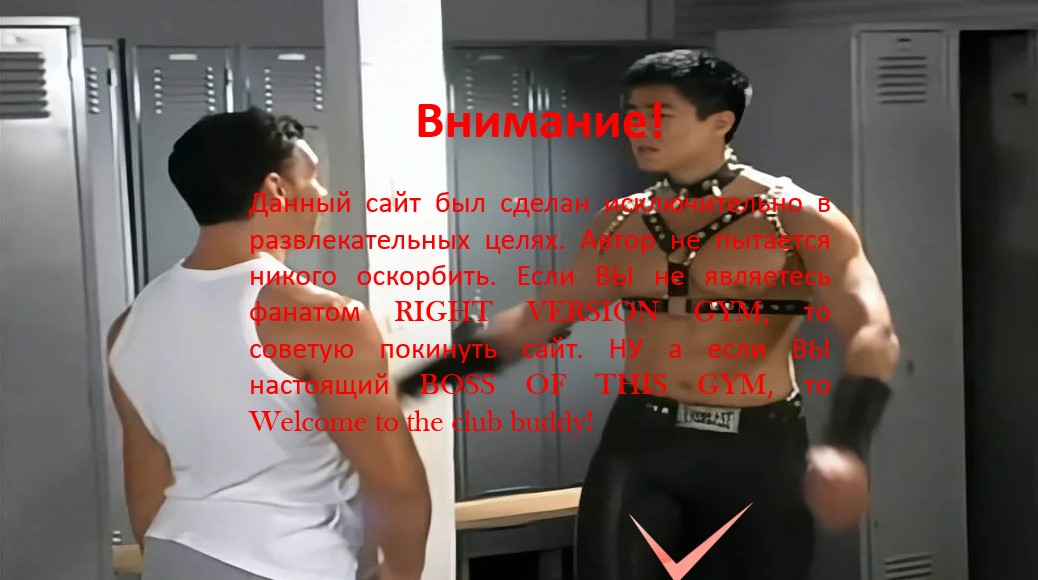 Внимание!
Данный сайт был сделан исключительно в
развлекательных целях. Автор не пытается
никого оскорбить. Если ВЫ не являетесь
фанатом RIGHT VERSION GYM, то
советую покинуть сайт. НУ а если ВЫ
настоящий BOSS OF THIS GYM, то
Welcome to the club buddy!